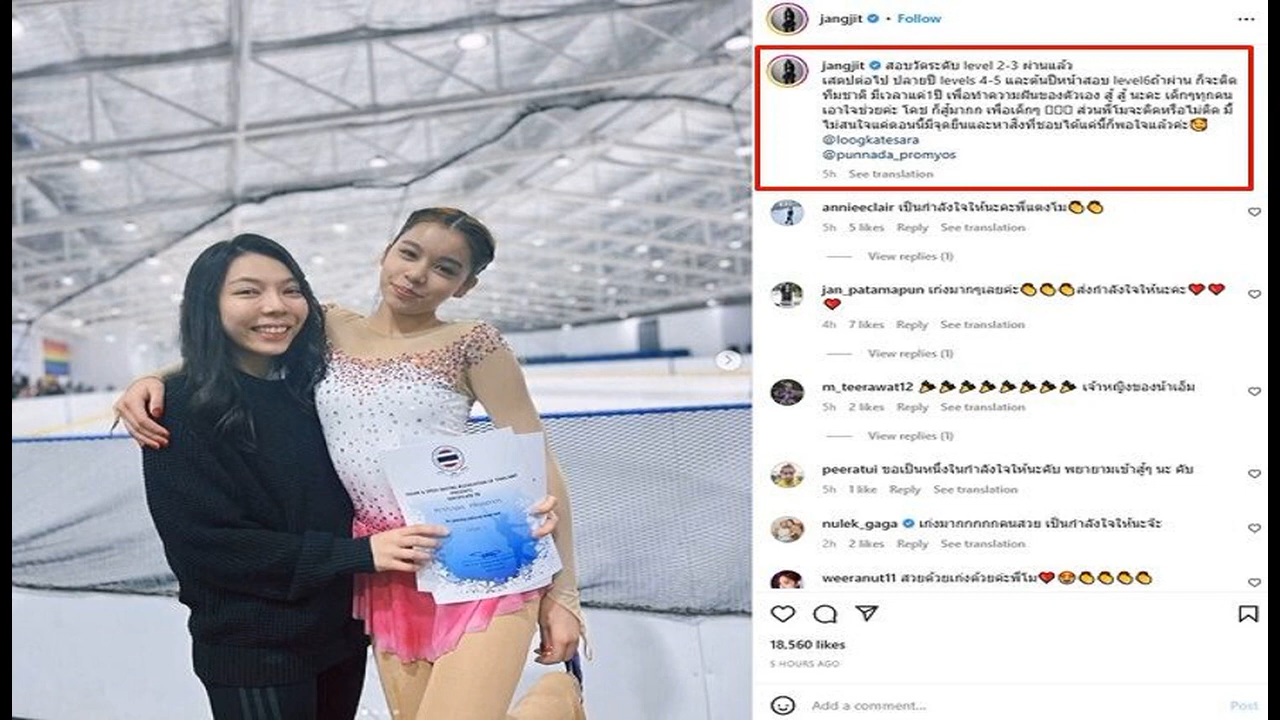 jangjit • Follow
jangjit สอบวัดระดับ level 2-3 ผ่านแล้ว
เสตปต่อไป ปลายปี levels 4-5 และต้นปีหน้าสอบ level6ถ้าผ่าน ก็จะติด
ทีมชาติ มีเวลาแค่1ปี เพื่อทำความฝันของตัวเอง สู้ สู้ นะคะ เด็กๆทุกคน
เอาใจช่วยค่ะ โคช ก็สู้มากก เพื่อเด็กๆ ▯▯▯ ส่วนพี่โมจะติดหรือไม่ติด มี้
ไม่สนใจแค่ตอนนี้มีจุดยืนและหาสิ่งที่ชอบได้แค่นี้ก็พอใจแล้วค่ะ🥰
@loogkatesara
@punnada_promyos
5h See translation
annieeclair เป็นกำลังใจให้นะคะพี่แตงโม👏👏
5h 5 likes Reply See translation
View replies (1)
jan_patamapun เก่งมากๆเลยค่ะ👏👏👏ส่งกำลังใจให้นะคะ❤️❤️
❤️
4h 7 likes Reply See translation
View replies (1)
m_teerawat12 🎉🎉🎉🎉🎉🎉🎉🎉 เจ้าหญิงของน้าเอ็ม
5h 2 likes Reply See translation
View replies (1)
peeratui ขอเป็นหนึ่งในกำลังใจให้นะคับ พยายามเข้าสู้ๆ นะ คับ
5h 1 like Reply See translation
nulek_gaga เก่งมากกกกกคนสวย เป็นกำลังใจให้นะจ๊ะ
2h 2 likes Reply See translation
weeranut11 สวยด้วยเก่งด้วยค่ะพี่โม❤️😍👏👏👏👏
18,560 likes
5 HOURS AGO
Add a comment... Post
FIGURE & SPEED SKATING ASSOCIATION OF THAILAND
PRESENTS
CERTIFICATE TO